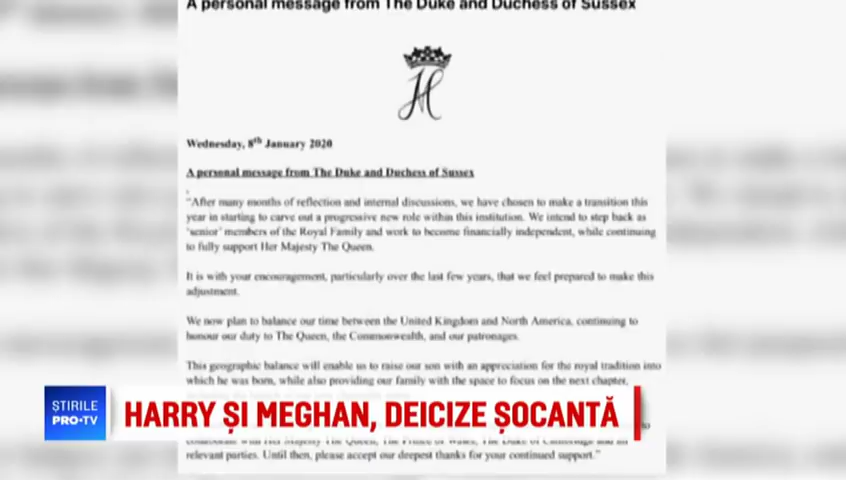 A personal message from The Duke and Duchess of Sussex
Wednesday, 8th January 2020
A personal message from The Duke and Duchess of Sussex
"After many months of reflection and internal discussions, we have chosen to make a transition this
year in starting to carve out a progressive new role within this institution. We intend to step back as
'senior' members of the Royal Family and work to become financially independent, while continuing
to fully support Her Majesty The Queen.
It is with your encouragement, particularly over the last few years, that we feel prepared to make this
adjustment.
We now plan to balance our time between the United Kingdom and North America, continuing to
honour our duty to The Queen, the Commonwealth, and our patronages.
This geographic balance will enable us to raise our son with an appreciation for the royal tradition into
which he was born, while also providing our family with the space to focus on the next chapter,
ȘTIRILE
PRO•TV
HARRY ȘI MEGHAN, DEICIZE ȘOCANTĂ
to
relevant parties. Until then, please accept our deepest thanks for your continued support."